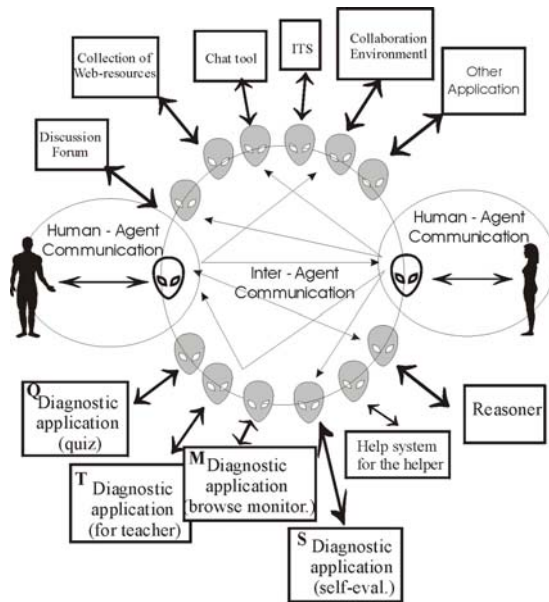 Collection of
Web-resources
Chat tool
ITS
Collaboration
Environmentl
Other
Application
Discussion
Forum
Human - Agent
Communication
Human - Agent
Communication
Inter - Agent
Communication
Q
Diagnostic
application
(quiz)
T
Diagnostic
application
(for teacher)
M
Diagnostic
application
(browse monitor.)
S
Diagnostic
application
(self-eval.)
Help system
for the helper
Reasoner